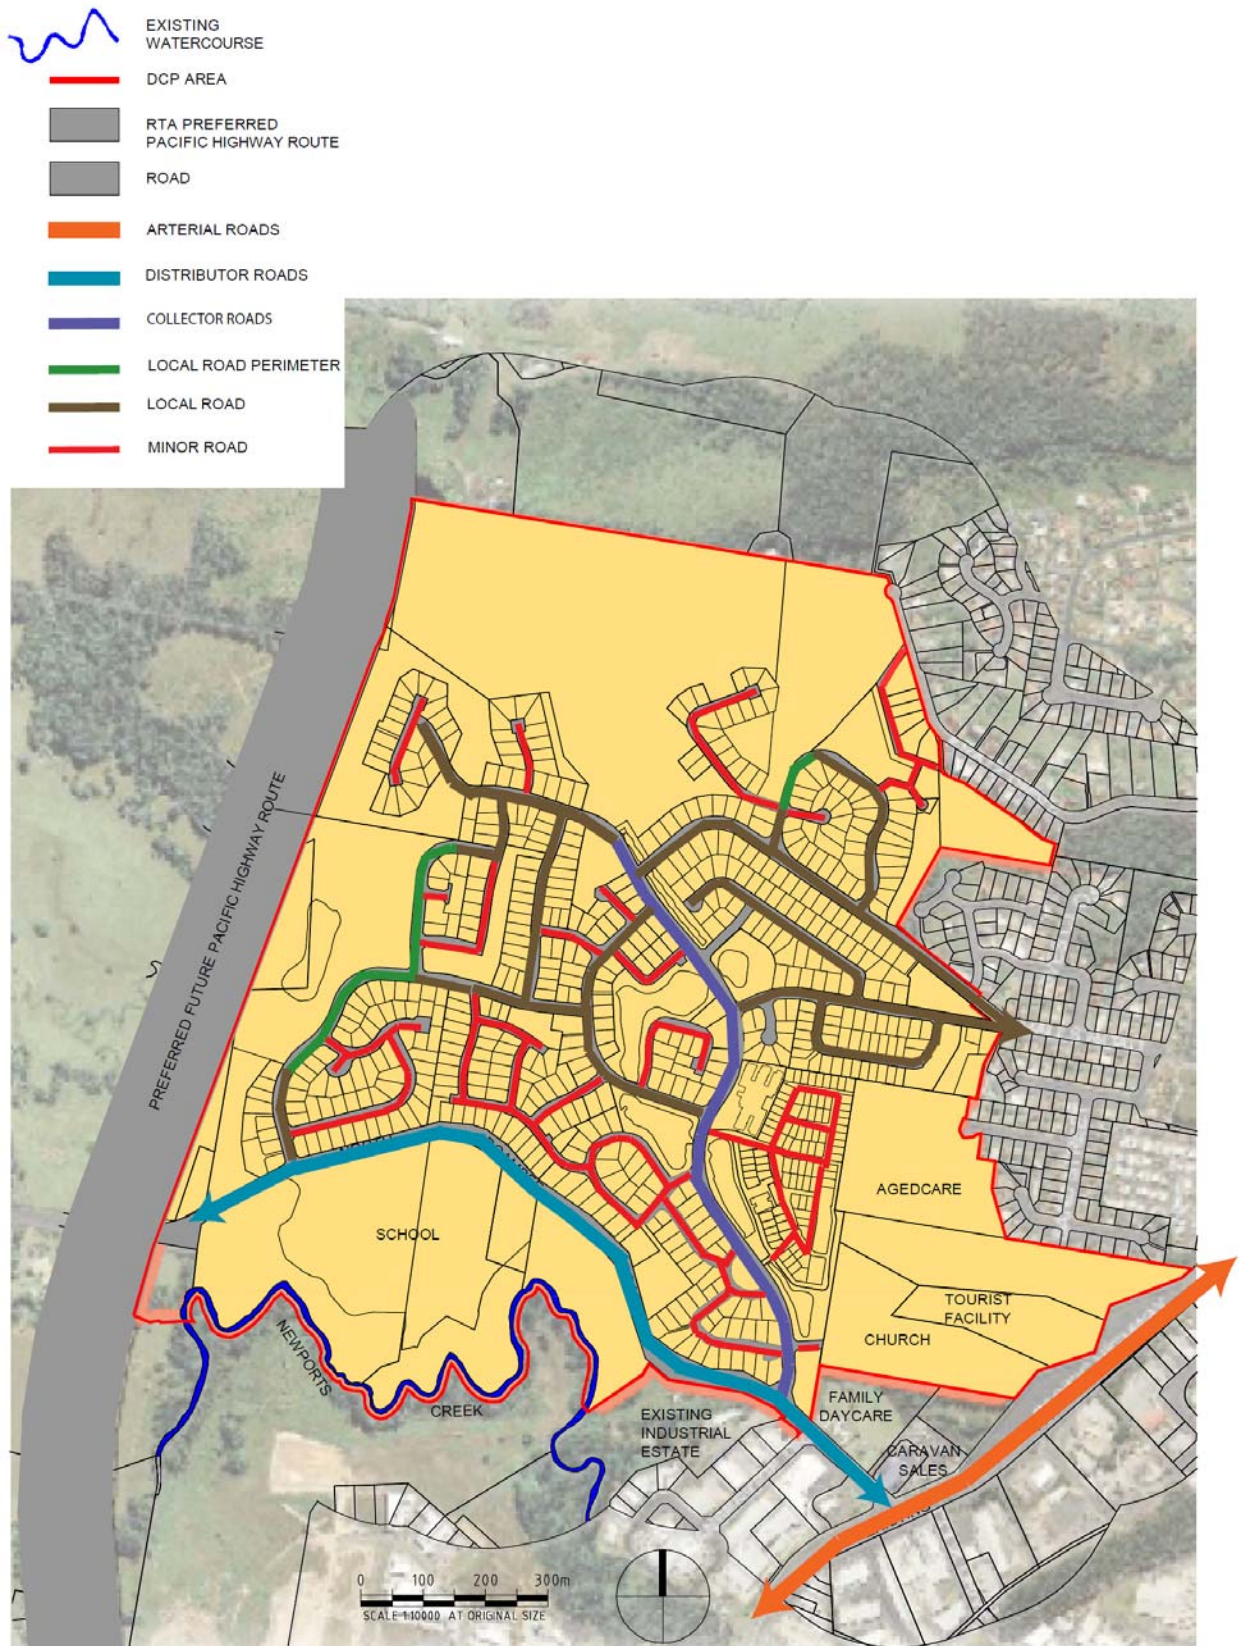 EXISTING
WATERCOURSE
DCP AREA
RTA PREFERRED
PACIFIC HIGHWAY ROUTE
ROAD
ARTERIAL ROADS
DISTRIBUTOR ROADS
COLLECTOR ROADS
LOCAL ROAD PERIMETER
LOCAL ROAD
MINOR ROAD
PREFERRED FUTURE PACIFIC HIGHWAY ROUTE
AGEDCARE
SCHOOL
TOURIST
FACILITY
CHURCH
NEWPORTS
CREEK
FAMILY
DAYCARE
EXISTING
INDUSTRIAL
ESTATE
CARAVAN
SALES
0 100 200 300m
SCALE 1:10000 AT ORIGINAL SIZE